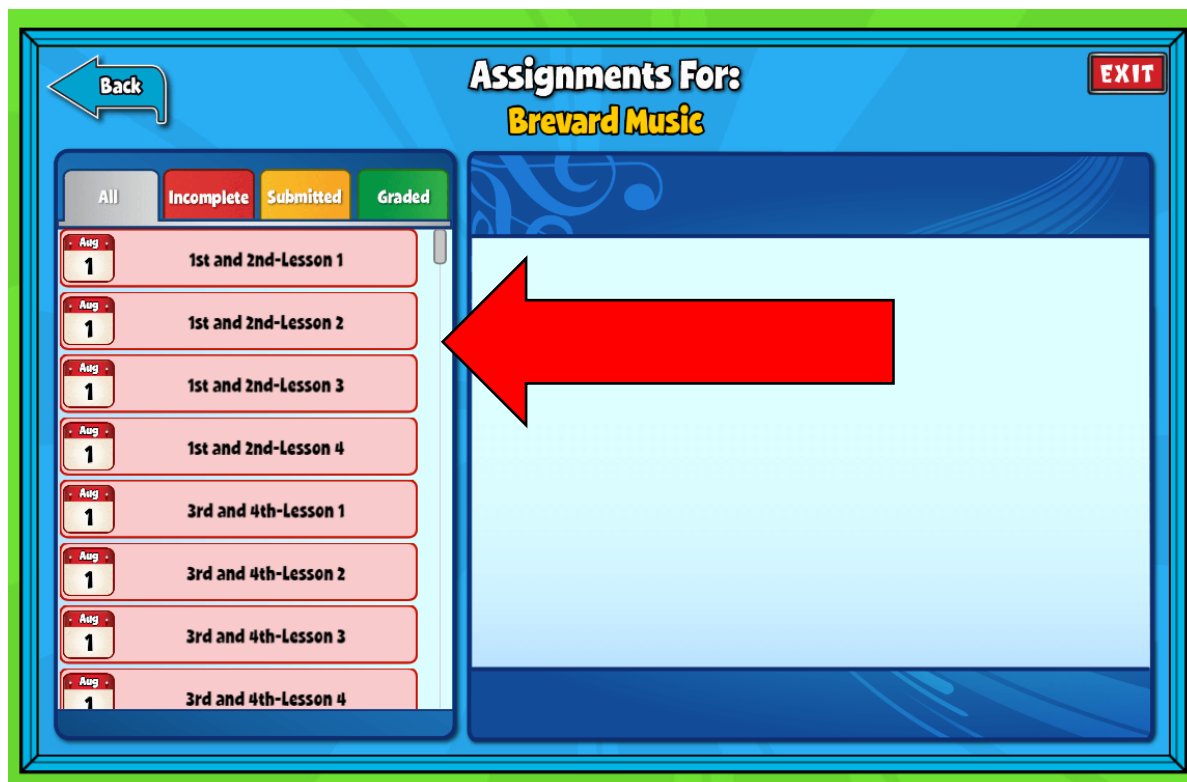 Back
Assignments For:
EXIT
Brevard Music
All Incomplete Submitted Graded
Aug
1
1st and 2nd-Lesson 1
Aug
1
1st and 2nd-Lesson 2
Aug
1
1st and 2nd-Lesson 3
Aug
1
1st and 2nd-Lesson 4
Aug
1
3rd and 4th-Lesson 1
Aug
1
3rd and 4th-Lesson 2
Aug
1
3rd and 4th-Lesson 3
Aug
1
3rd and 4th-Lesson 4